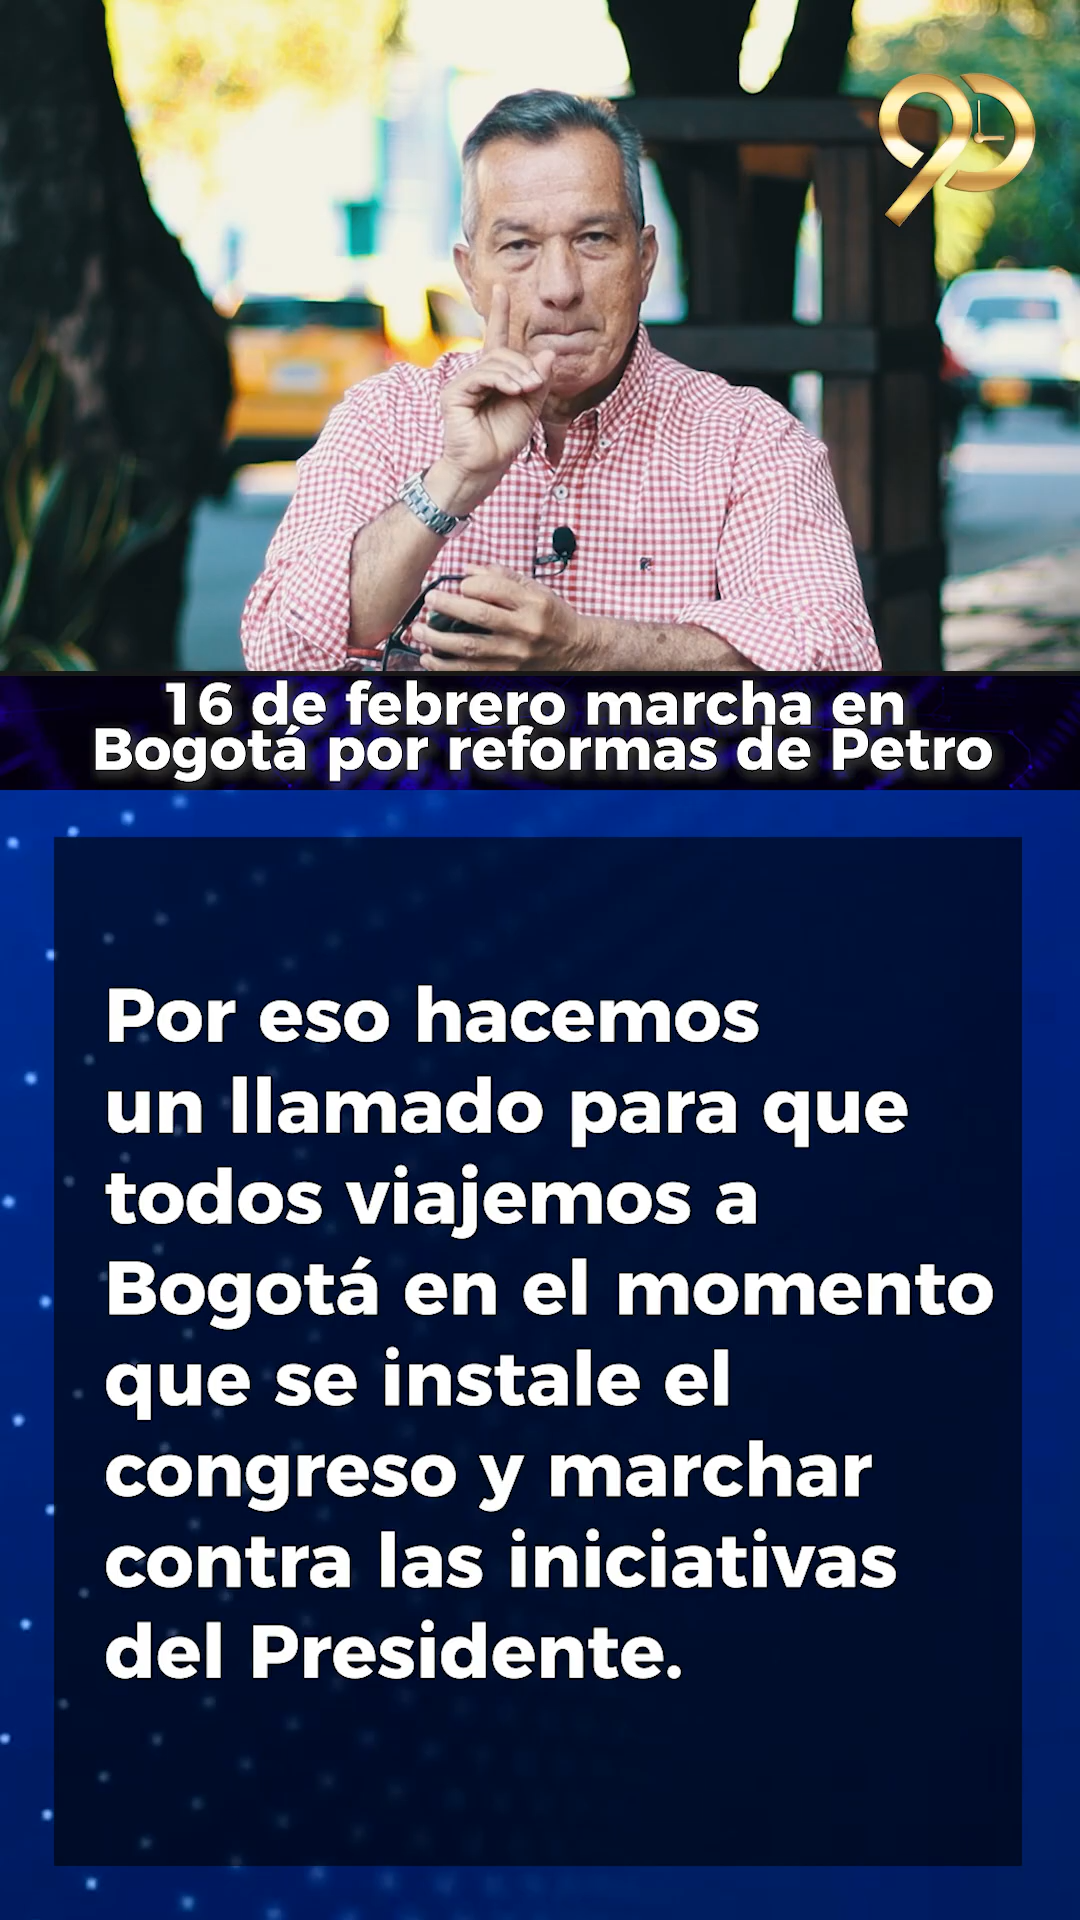 90
16 de febrero marcha en
Bogotá por reformas de Petro
Por eso hacemos
un llamado para que
todos viajemos a
Bogotá en el momento
que se instale el
congreso y marchar
contra las iniciativas
del Presidente.